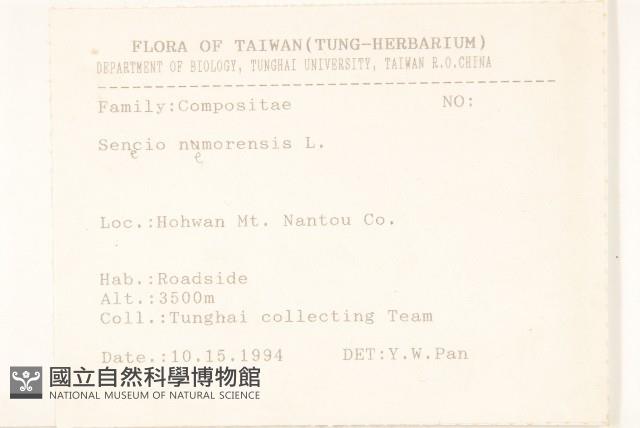 FLORA OF TAIWAN(TUNG-HERBARIUM)
DEPARTMENT OF BIOLOGY, TUNGHAI UNIVERSITY, TAIWAN R.O.CHINA
Family:Compositae NO:
Senecio numorensis L.
e e
Loc.:Hohwan Mt. Nantou Co.
Hab.:Roadside
Alt.:3500m
Coll.:Tunghai collecting Team
Date.:10.15.1994 DET:Y.W.Pan
國立自然科學博物館
NATIONAL MUSEUM OF NATURAL SCIENCE